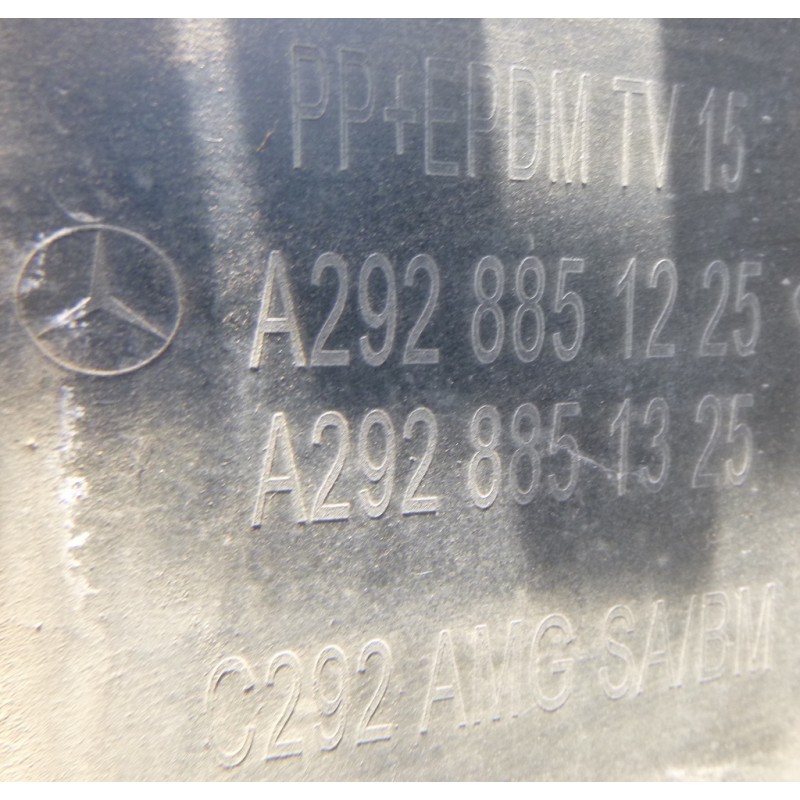 PP+EPDM TV 15
A292 885 12 25
A292 885 13 25
C292 AMG SA/BM